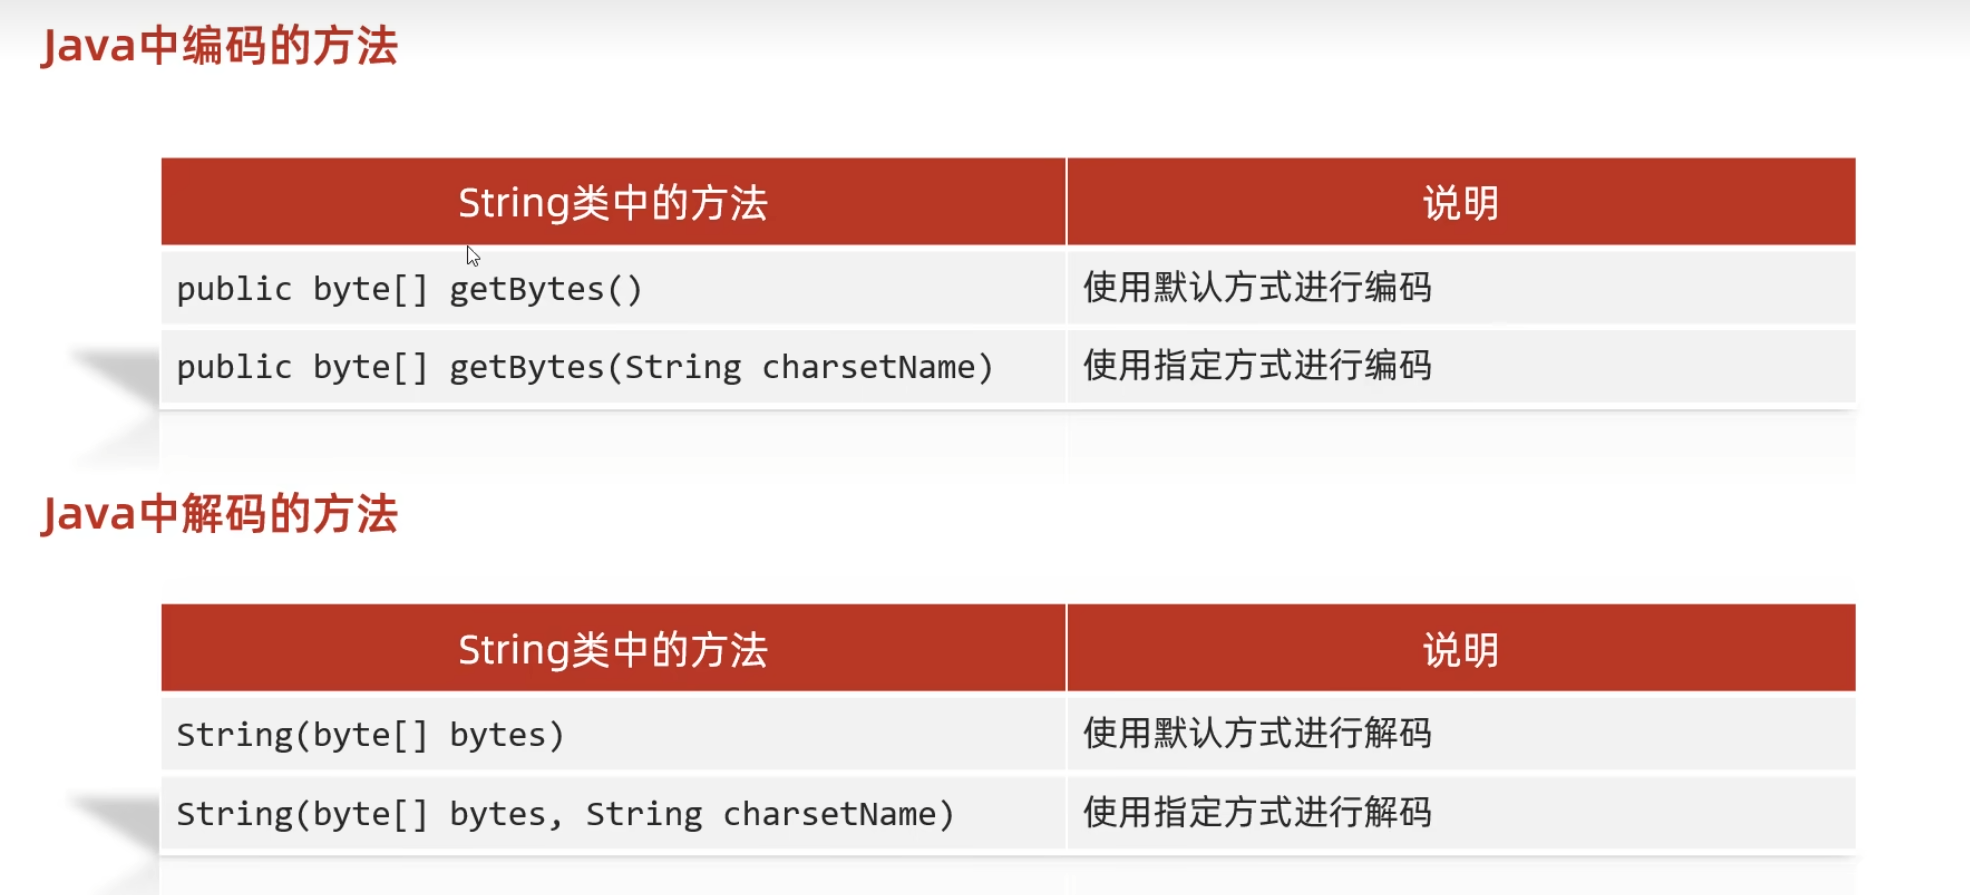 Java中编码的方法
String类中的方法 说明
public byte[] getBytes() 使用默认方式进行编码
public byte[] getBytes(String charsetName) 使用指定方式进行编码
Java中解码的方法
String类中的方法 说明
String(byte[] bytes) 使用默认方式进行解码
String(byte[] bytes, String charsetName) 使用指定方式进行解码